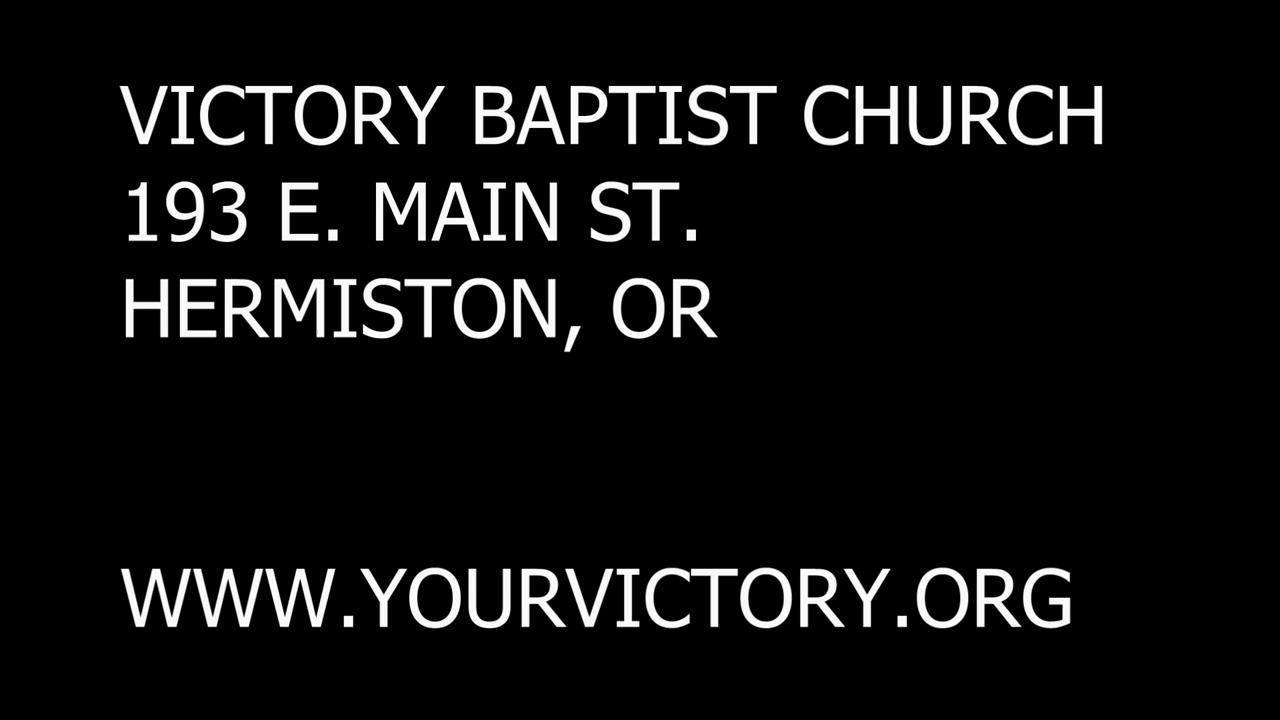 VICTORY BAPTIST CHURCH
193 E. MAIN ST.
HERMISTON, OR
WWW.YOURVICTORY.ORG